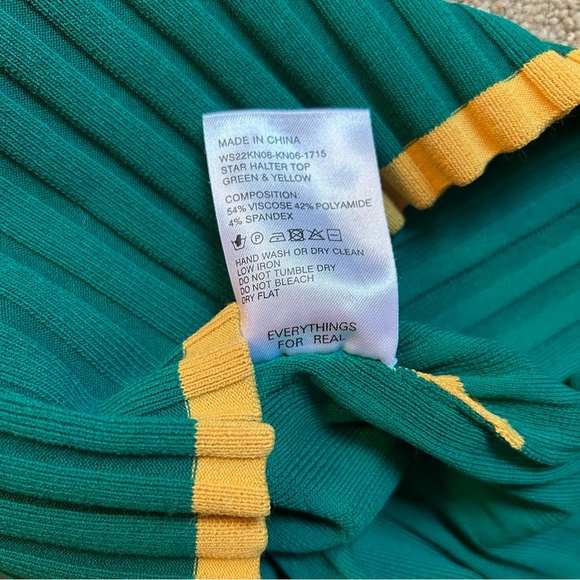 MADE IN CHINA
WS22KN08-KN06-1715
STAR HALTER TOP
GREEN & YELLOW
COMPOSITION:
54% VISCOSE 42% POLYAMIDE
4% SPANDEX
HAND WASH OR DRY CLEAN
LOW IRON
DO NOT TUMBLE DRY
DO NOT BLEACH
DRY FLAT
EVERYTHINGS
FOR REAL